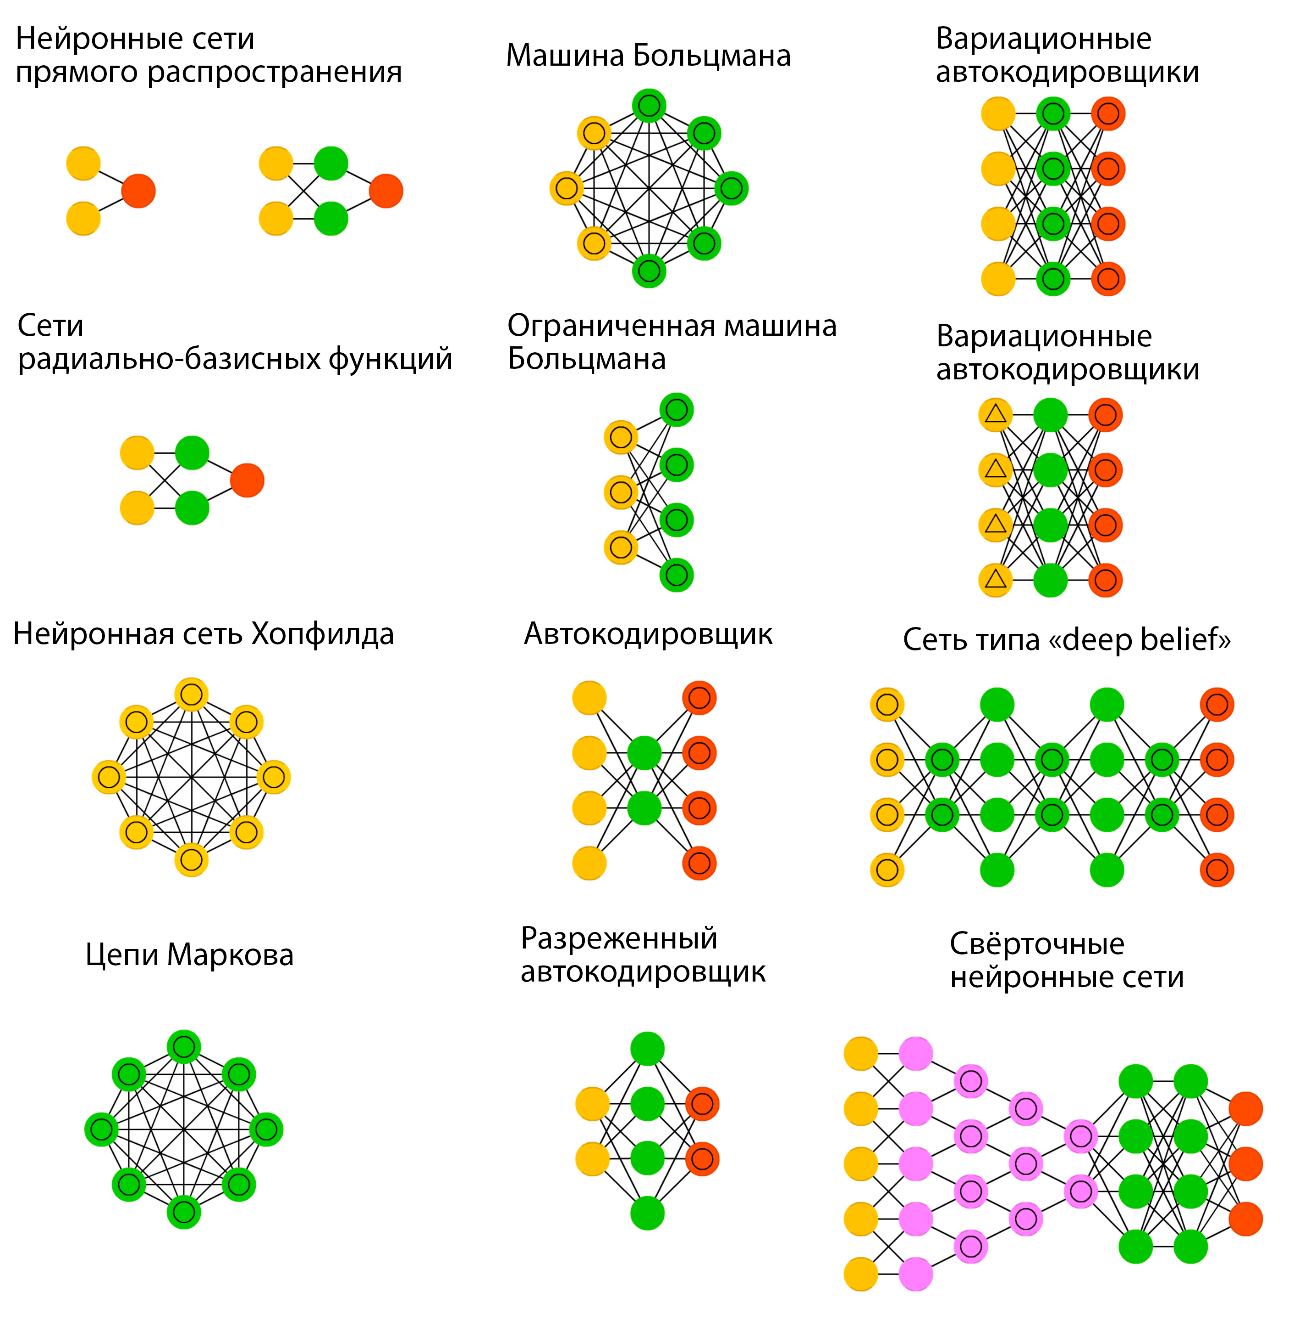 Нейронные сети
прямого распространения
Машина Больцмана
Вариационные
автокодировщики
Сети
радиально-базисных функций
Ограниченная машина
Больцмана
Вариационные
автокодировщики
Нейронная сеть Хопфилда
Автокодировщик
Сеть типа «deep belief»
Цепи Маркова
Разреженный
автокодировщик
Свёрточные
нейронные сети